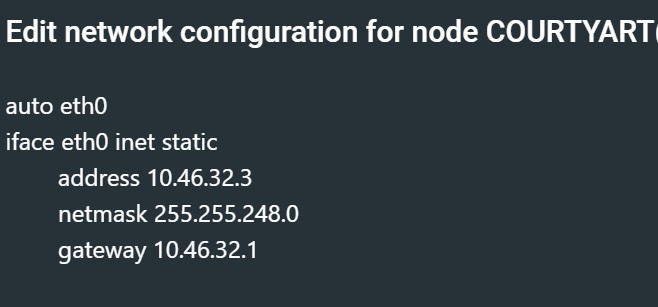 Edit network configuration for node COURTYART(
auto eth0
iface eth0 inet static
address 10.46.32.3
netmask 255.255.248.0
gateway 10.46.32.1